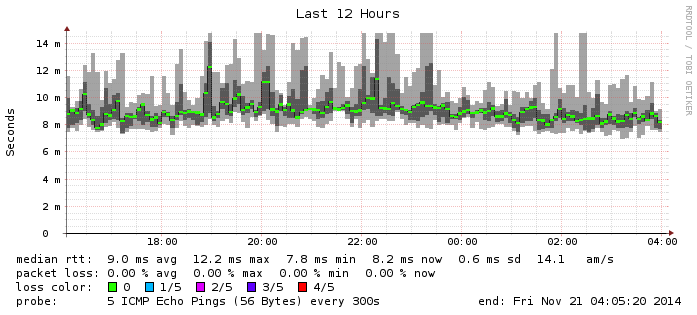 Last 12 Hours
RRDTOOL / TOBI OETIKER
Seconds
14 m
12 m
10 m
8 m
6 m
4 m
2 m
0
18:00 20:00 22:00 00:00 02:00 04:00
median rtt: 9.0 ms avg 12.2 ms max 7.8 ms min 8.2 ms now 0.6 ms sd 14.1 am/s
packet loss: 0.00 % avg 0.00 % max 0.00 % min 0.00 % now
loss color: 0 1/5 2/5 3/5 4/5
probe: 5 ICMP Echo Pings (56 Bytes) every 300s end: Fri Nov 21 04:05:20 2014